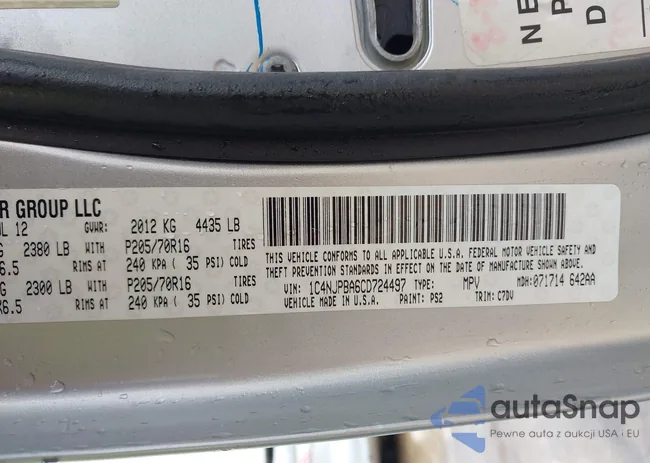 NE
P
D
R GROUP LLC
UL 12 GVWR: 2012 KG 4435 LB
G 2380 LB WITH P205/70R16 TIRES
X6.5 RIMS AT 240 KPA ( 35 PSI) COLD
G 2300 LB WITH P205/70R16 TIRES
X6.5 RIMS AT 240 KPA ( 35 PSI) COLD
THIS VEHICLE CONFORMS TO ALL APPLICABLE U.S.A. FEDERAL MOTOR VEHICLE SAFETY AND
THEFT PREVENTION STANDARDS IN EFFECT ON THE DATE OF MANUFACTURE SHOWN ABOVE.
VIN: 1C4NJPBA6CD724497 TYPE: MPV MDH: 071714 642AA
VEHICLE MADE IN U.S.A. PAINT: PS2 TRIM: C7DV
autaSnap
Pewne auta z aukcji USA i EU